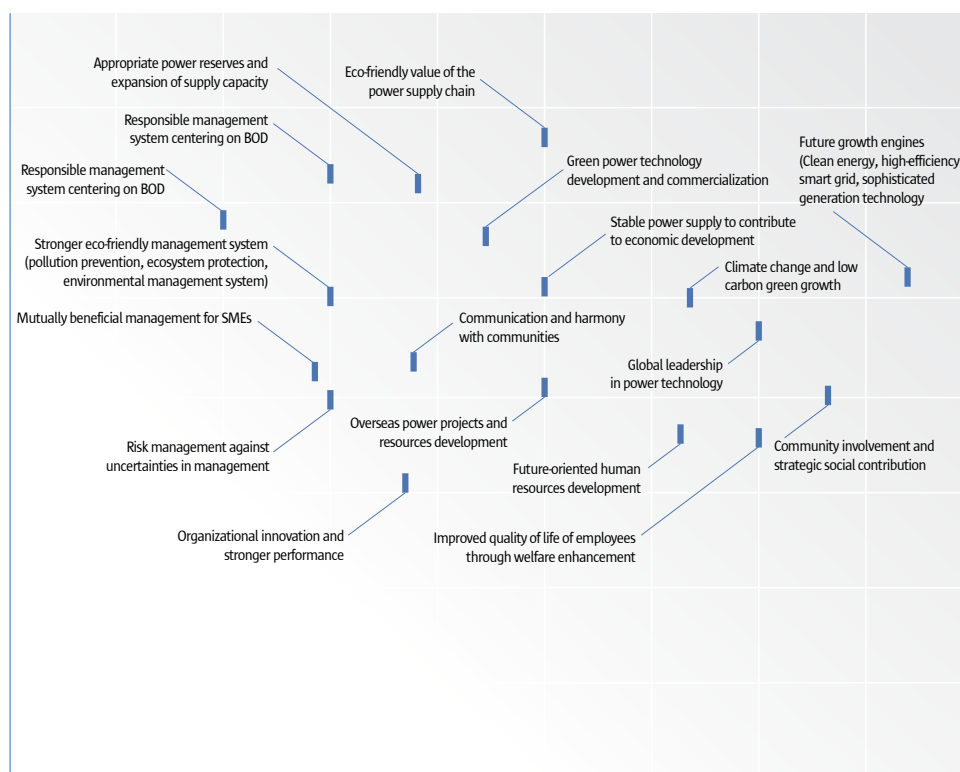 Appropriate power reserves and
expansion of supply capacity
Eco-friendly value of the
power supply chain
Responsible management
system centering on BOD
Future growth engines
(Clean energy, high-efficiency
smart grid, sophisticated
generation technology
Green power technology
development and commercialization
Responsible management
system centering on BOD
Stable power supply to contribute
to economic development
Stronger eco-friendly management system
(pollution prevention, ecosystem protection,
environmental management system)
Climate change and low
carbon green growth
Mutually beneficial management for SMEs
Communication and harmony
with communities
Global leadership
in power technology
Overseas power projects and
resources development
Risk management against
uncertainties in management
Community involvement and
strategic social contribution
Future-oriented human
resources development
Organizational innovation and
stronger performance
Improved quality of life of employees
through welfare enhancement